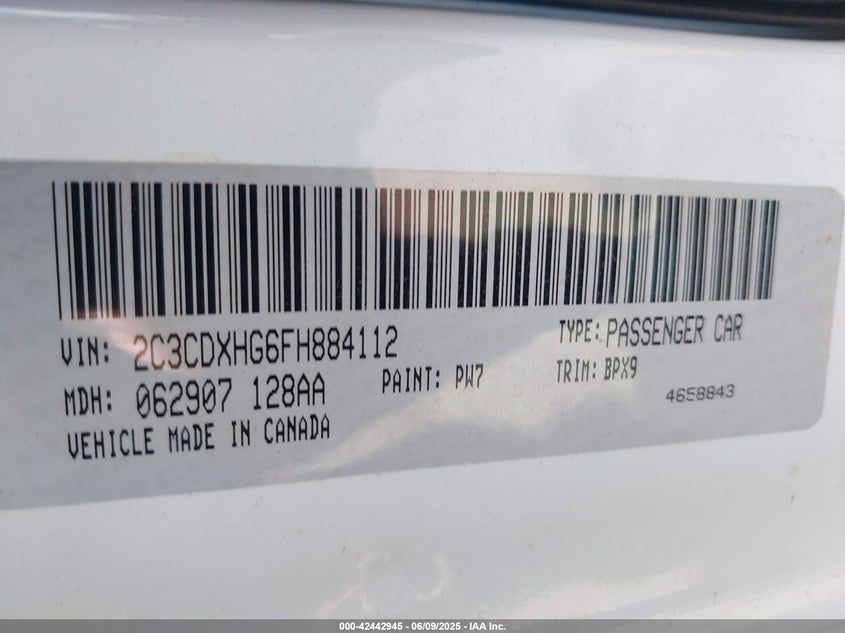 VIN: 2C3CDXHG6FH884112 TYPE: PASSENGER CAR
MDH: 062907 128AA PAINT: PW7 TRIM: BPX9
VEHICLE MADE IN CANADA 4658843
000-42442945 - 06/09/2025 - IAA Inc.